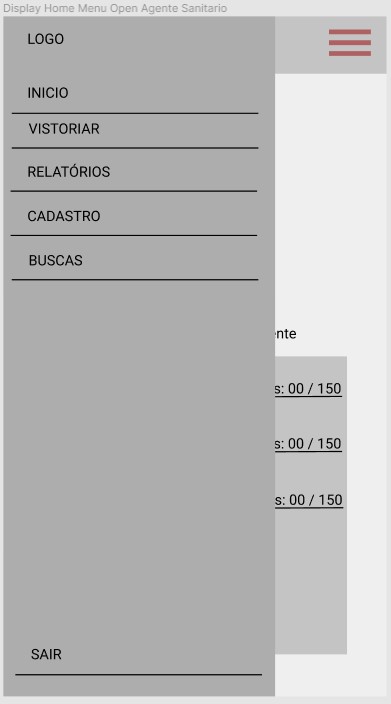 Display Home Menu Open Agente Sanitario
LOGO
INICIO
VISTORIAR
RELATÓRIOS
CADASTRO
BUSCAS
ente
s: 00 / 150
s: 00 / 150
s: 00 / 150
SAIR